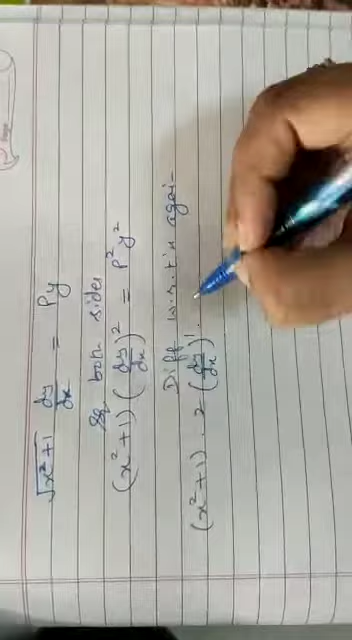 √x²+1 dy/dx = Py
Sq both sides
(x²+1) (dy/dx)² = P²y²
Diff w.r.t 'x' again
(x²+1) . 2 (dy/dx)¹ .